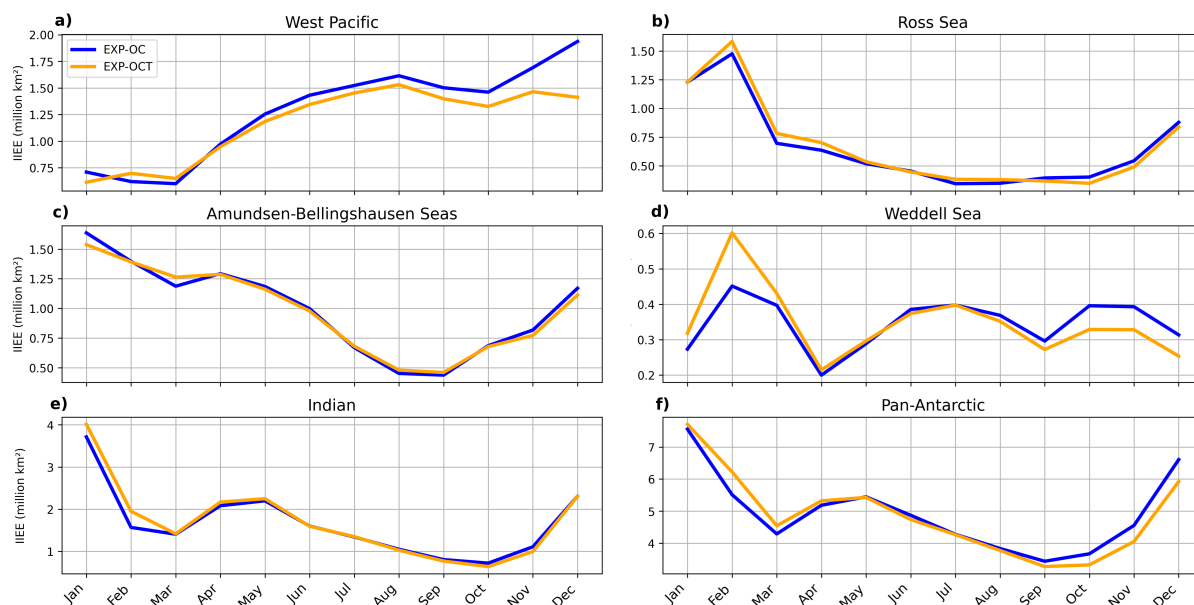 a) West Pacific
IIEE (million km²)
2.00
1.75
1.50
1.25
1.00
0.75
EXP-OC
EXP-OCT
b) Ross Sea
1.50
1.25
1.00
0.75
0.50
c) Amundsen-Bellingshausen Seas
IIEE (million km²)
1.50
1.25
1.00
0.75
0.50
d) Weddell Sea
0.6
0.5
0.4
0.3
0.2
e) Indian
IIEE (million km²)
4
3
2
1
Jan Feb Mar Apr May Jun Jul Aug Sep Oct Nov Dec
f) Pan-Antarctic
7
6
5
4
Jan Feb Mar Apr May Jun Jul Aug Sep Oct Nov Dec